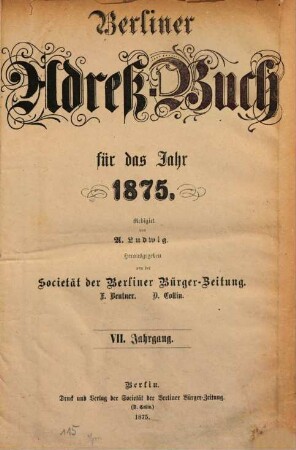 Berliner
Adreß-Buch
für das Jahr
1875.
Redigirt
von
A. Ludwig.
Herausgegeben
von der
Societät der Berliner Bürger-Zeitung.
D. Collin.
VII. Jahrgang.
Berlin.
Druck und Verlag der Societät der Berliner Bürger-Zeitung.
(D. Collin.)
1875.